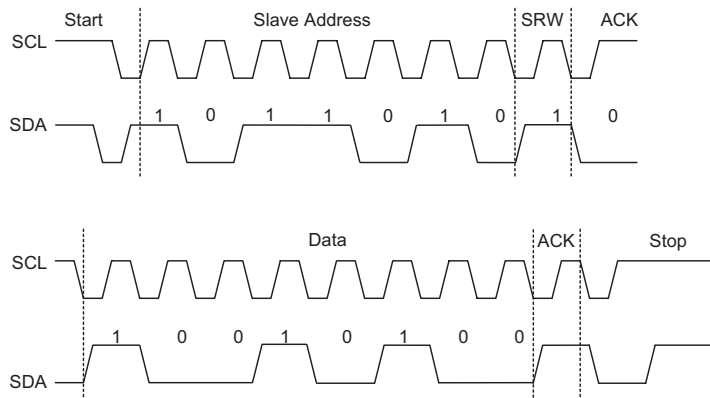 Start Slave Address SRW ACK
SCL
1 0 1 1 0 1 0 1 0
SDA
Data ACK Stop
SCL
1 0 0 1 0 1 0 0
SDA